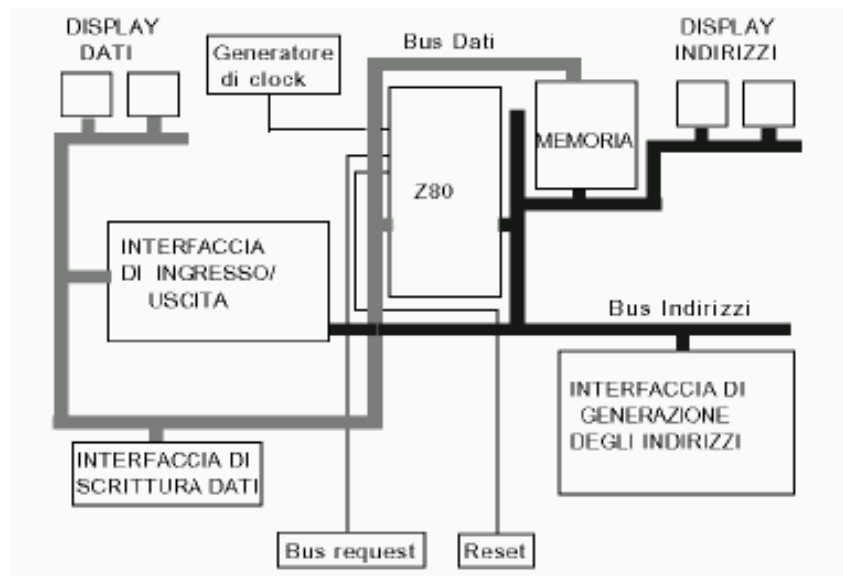 DISPLAY
DATI
Generatore
di clock
Bus Dati
DISPLAY
INDIRIZZI
MEMORIA
Z80
INTERFACCIA
DI INGRESSO/
USCITA
Bus Indirizzi
INTERFACCIA DI
GENERAZIONE
DEGLI INDIRIZZI
INTERFACCIA DI
SCRITTURA DATI
Bus request
Reset